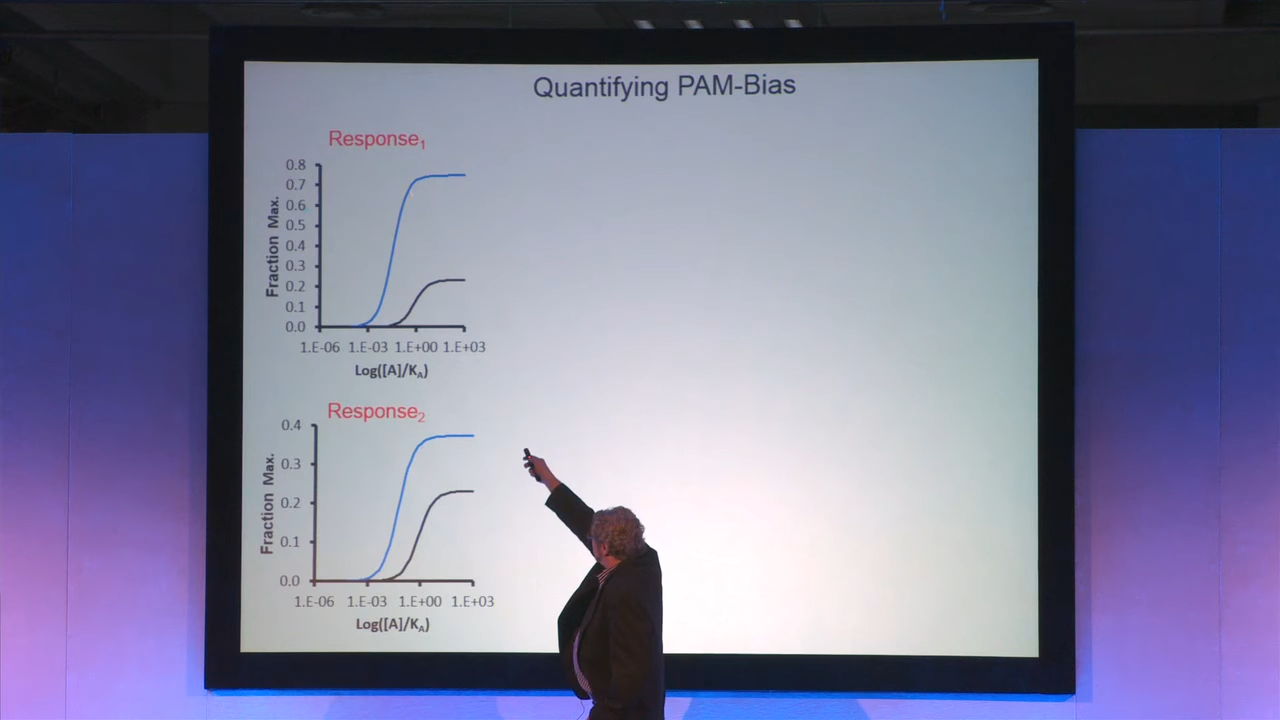 Quantifying PAM-Bias
Response₁
Fraction Max.
0.8
0.7
0.6
0.5
0.4
0.3
0.2
0.1
0.0
1.E-06 1.E-03 1.E+00 1.E+03
Log([A]/K_A)
Response₂
Fraction Max.
0.4
0.3
0.2
0.1
0.0
1.E-06 1.E-03 1.E+00 1.E+03
Log([A]/K_A)